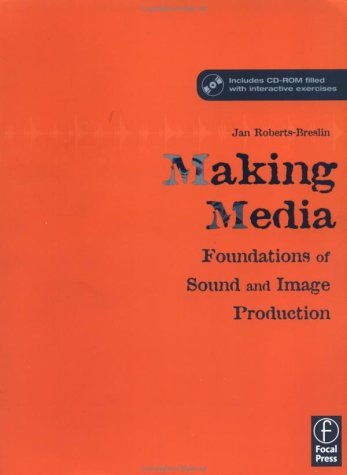 Includes CD-ROM filled
with interactive exercises
Jan Roberts-Breslin
Making
Media
Foundations of
Sound and Image
Production
f
Focal
Press